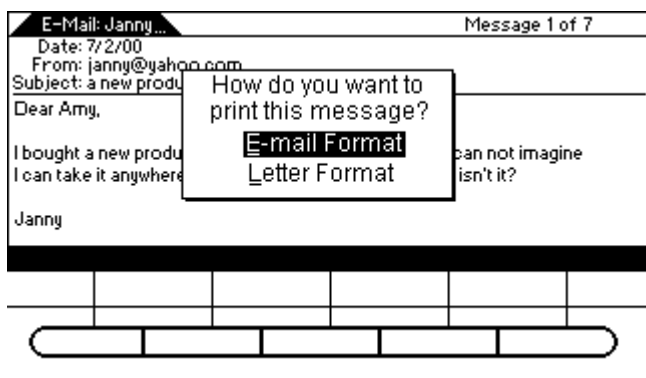 E-Mail: Janny...
Message 1 of 7
Date: 7/2/00
From: janny@yahoo.com
Subject: a new produ
How do you want to
print this message?
E-mail Format
Letter Format
Dear Amy,
I bought a new produ can not imagine
I can take it anywhere isn't it?
Janny